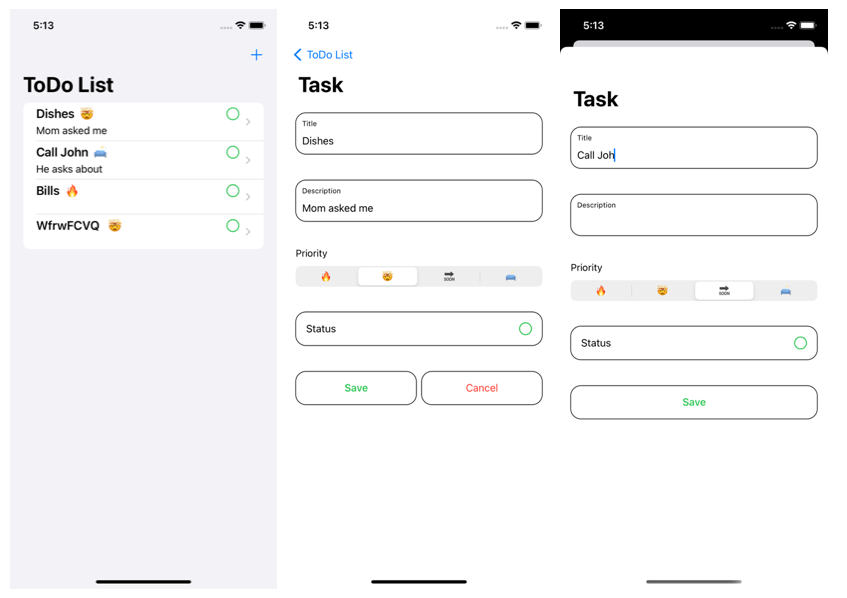 5:13
ToDo List
Dishes 🤯
Mom asked me
Call John 🛌
He asks about
Bills 🔥
WfrwFCVQ 🤯
5:13
ToDo List
Task
Title
Dishes
Description
Mom asked me
Priority
🔥 🤯 🔜 🛌
Status
Save Cancel
5:13
Task
Title
Call Joh
Description
Priority
🔥 🤯 🔜 🛌
Status
Save